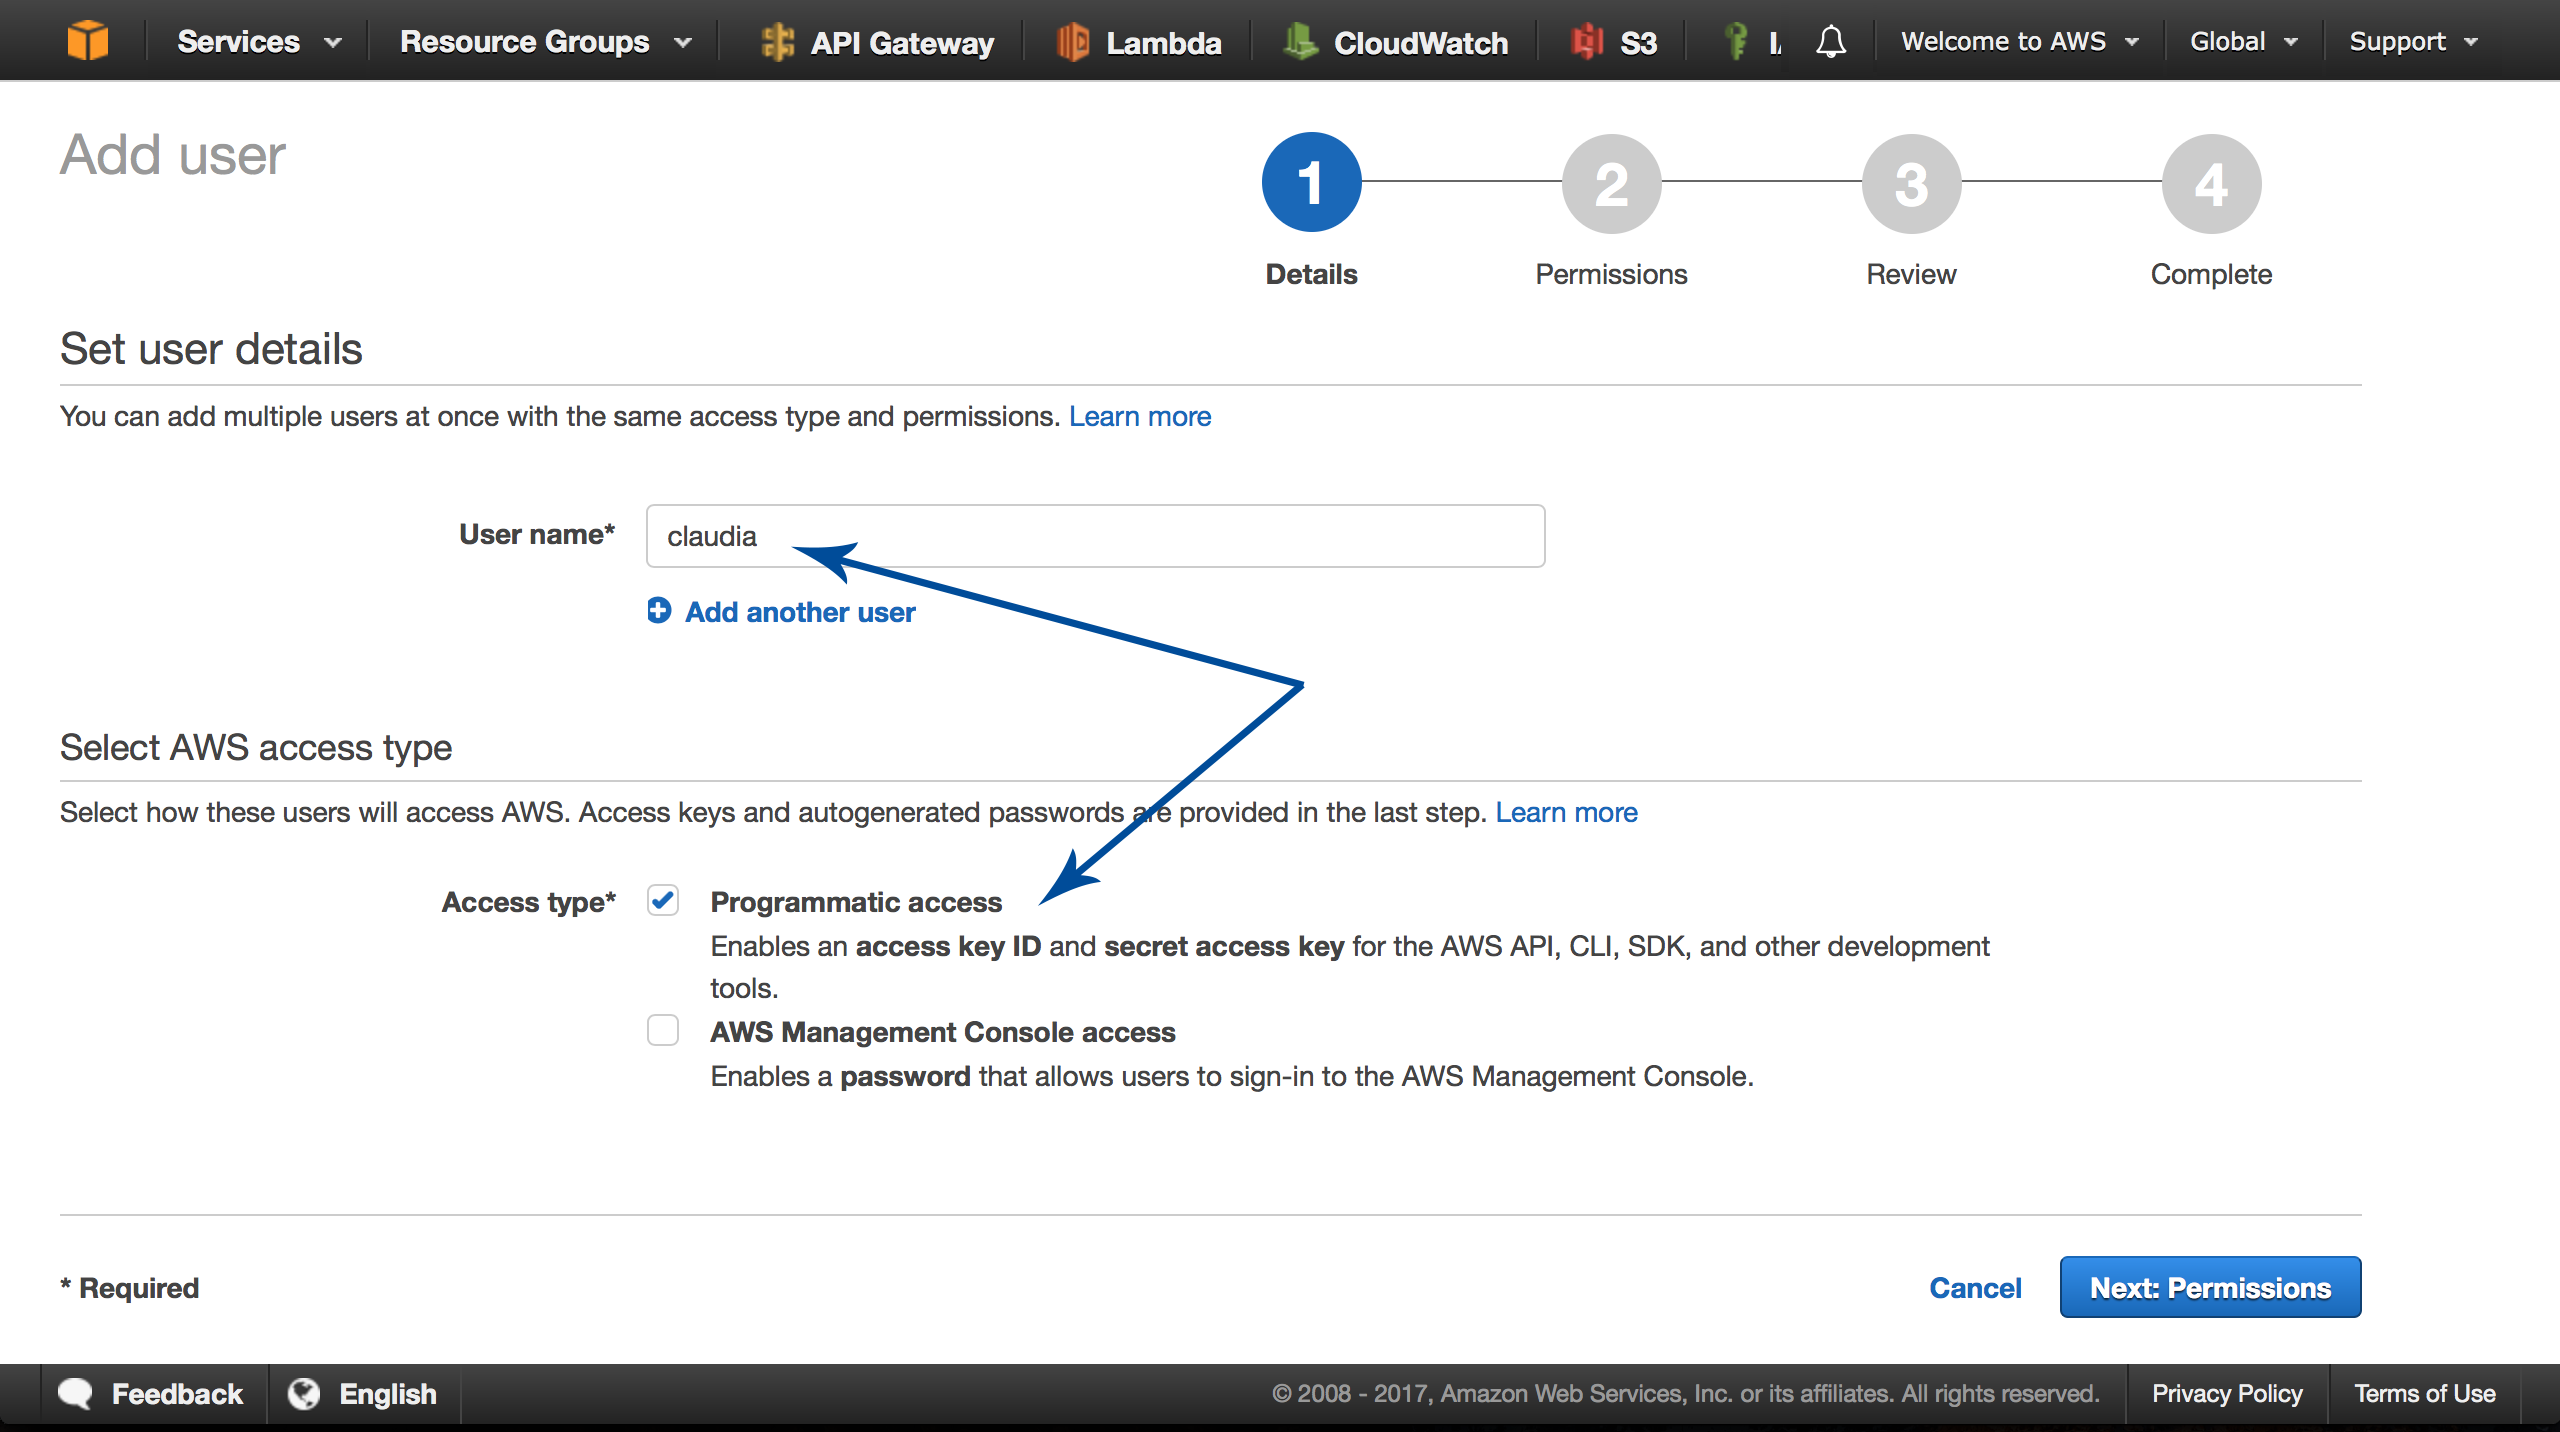 Services
Resource Groups
API Gateway
Lambda
CloudWatch
S3
Welcome to AWS
Global
Support
Add user
1
2
3
4
Details
Permissions
Review
Complete
Set user details
You can add multiple users at once with the same access type and permissions. Learn more
User name*
claudia
Add another user
Select AWS access type
Select how these users will access AWS. Access keys and autogenerated passwords are provided in the last step. Learn more
Access type*
Programmatic access
Enables an access key ID and secret access key for the AWS API, CLI, SDK, and other development
tools.
AWS Management Console access
Enables a password that allows users to sign-in to the AWS Management Console.
* Required
Cancel
Next: Permissions
Feedback
English
© 2008 - 2017, Amazon Web Services, Inc. or its affiliates. All rights reserved.
Privacy Policy
Terms of Use